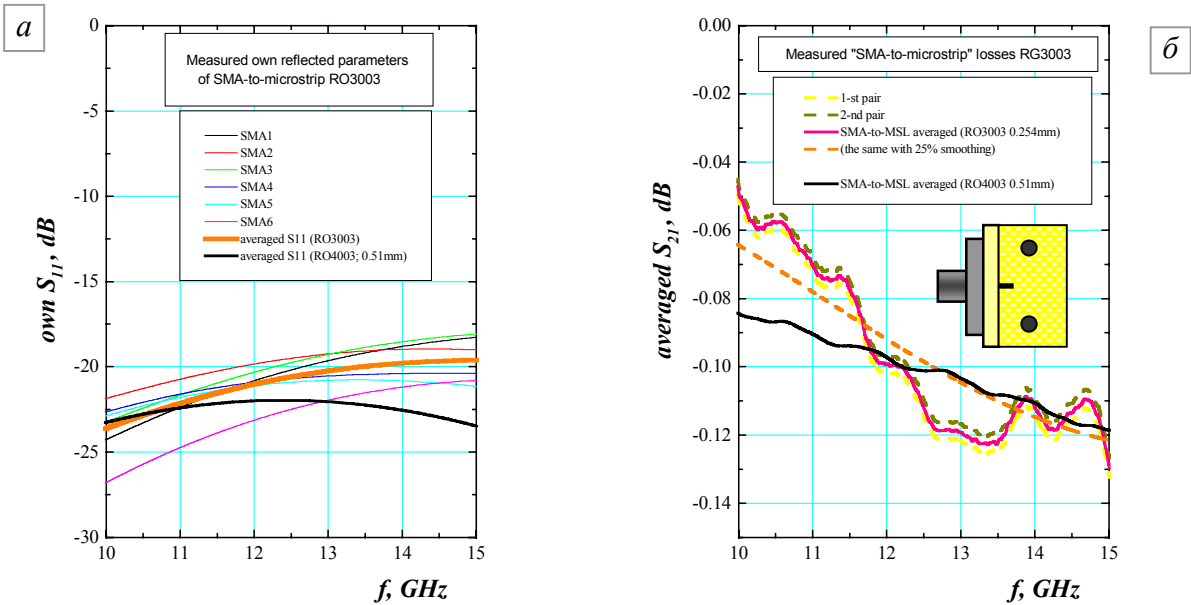 а
Measured own reflected parameters
of SMA-to-microstrip RO3003
SMA1
SMA2
SMA3
SMA4
SMA5
SMA6
averaged S11 (RO3003)
averaged S11 (RO4003; 0.51mm)
0
-5
-10
-15
-20
-25
-30
own S11, dB
10 11 12 13 14 15
f, GHz
б
Measured "SMA-to-microstrip" losses RG3003
1-st pair
2-nd pair
SMA-to-MSL averaged (RO3003 0.254mm)
(the same with 25% smoothing)
SMA-to-MSL averaged (RO4003 0.51mm)
0.00
-0.02
-0.04
-0.06
-0.08
-0.10
-0.12
-0.14
averaged S21, dB
10 11 12 13 14 15
f, GHz